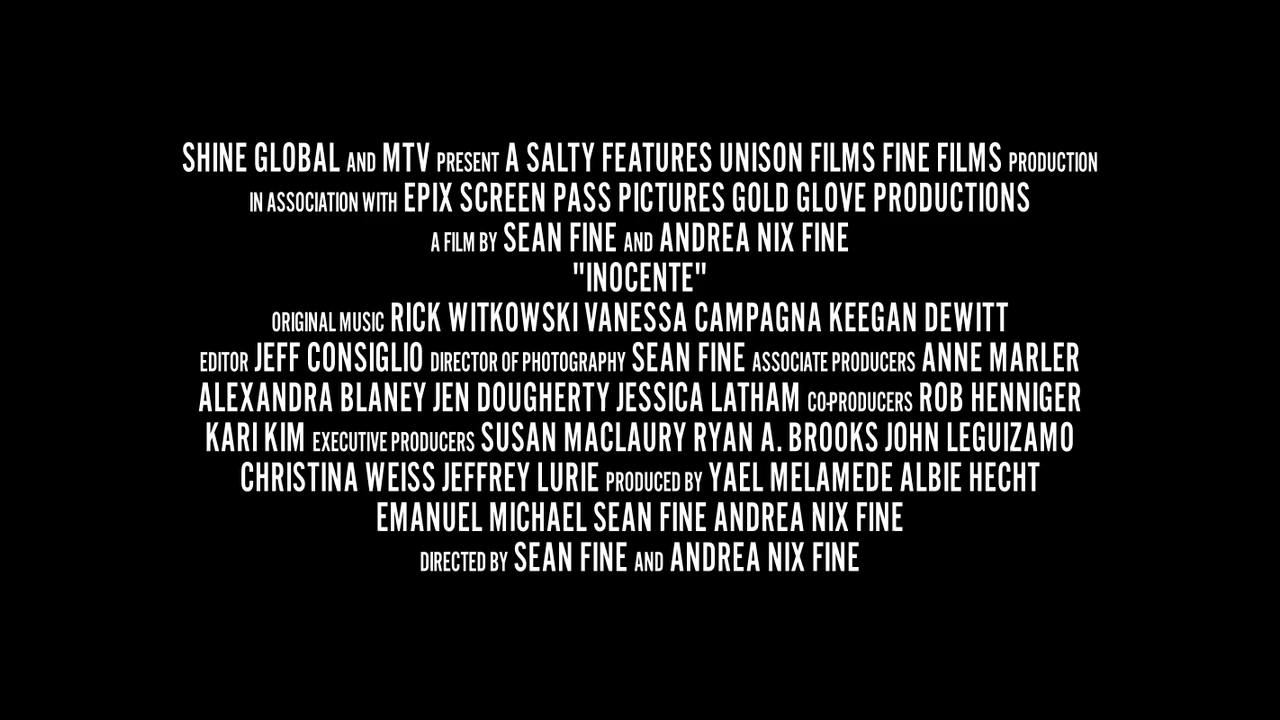 SHINE GLOBAL AND MTV PRESENT A SALTY FEATURES UNISON FILMS FINE FILMS PRODUCTION
IN ASSOCIATION WITH EPIX SCREEN PASS PICTURES GOLD GLOVE PRODUCTIONS
A FILM BY SEAN FINE AND ANDREA NIX FINE
"INOCENTE"
ORIGINAL MUSIC RICK WITKOWSKI VANESSA CAMPAGNA KEEGAN DEWITT
EDITOR JEFF CONSIGLIO DIRECTOR OF PHOTOGRAPHY SEAN FINE ASSOCIATE PRODUCERS ANNE MARLER
ALEXANDRA BLANEY JEN DOUGHERTY JESSICA LATHAM CO-PRODUCERS ROB HENNIGER
KARI KIM EXECUTIVE PRODUCERS SUSAN MACLAURY RYAN A. BROOKS JOHN LEGUIZAMO
CHRISTINA WEISS JEFFREY LURIE PRODUCED BY YAEL MELAMEDE ALBIE HECHT
EMANUEL MICHAEL SEAN FINE ANDREA NIX FINE
DIRECTED BY SEAN FINE AND ANDREA NIX FINE